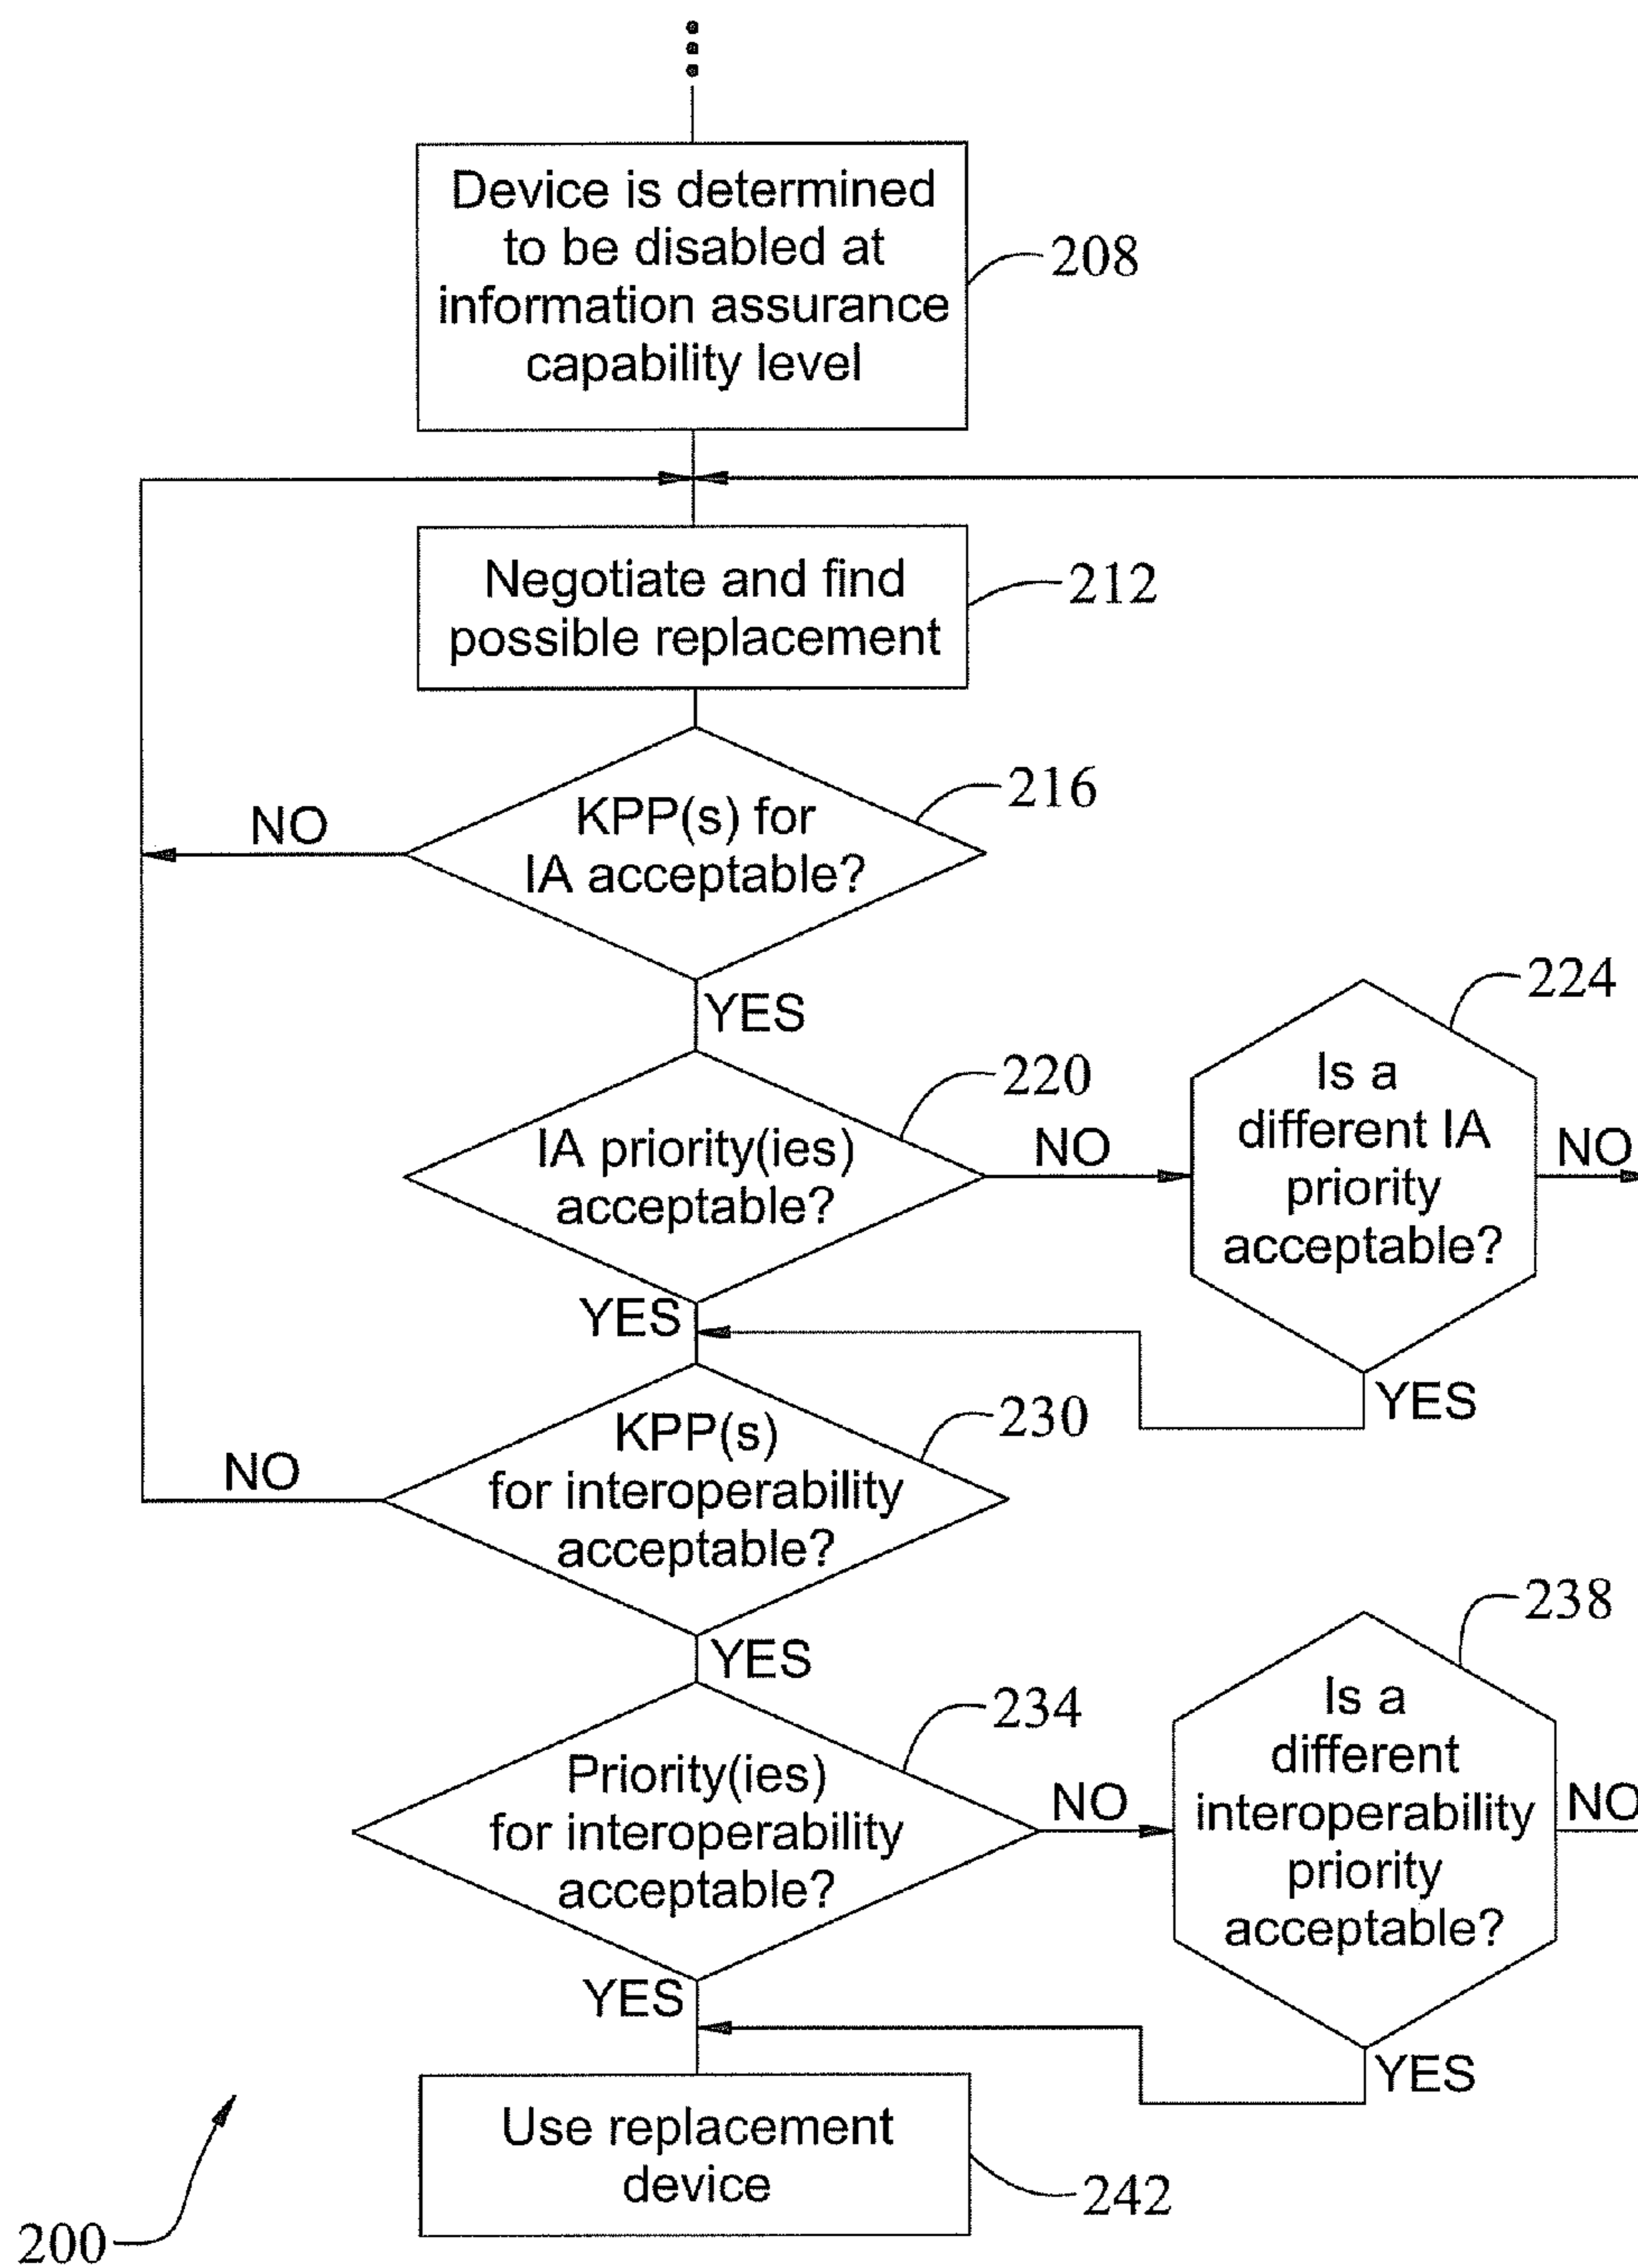 Device is determined
to be disabled at
information assurance
capability level
208
Negotiate and find
possible replacement
212
KPP(s) for
IA acceptable?
216
NO
YES
IA priority(ies)
acceptable?
220
NO
Is a
different IA
priority
acceptable?
224
NO
YES
YES
KPP(s)
for interoperability
acceptable?
230
NO
YES
Priority(ies)
for interoperability
acceptable?
234
NO
Is a
different
interoperability
priority
acceptable?
238
NO
YES
YES
Use replacement
device
242
200